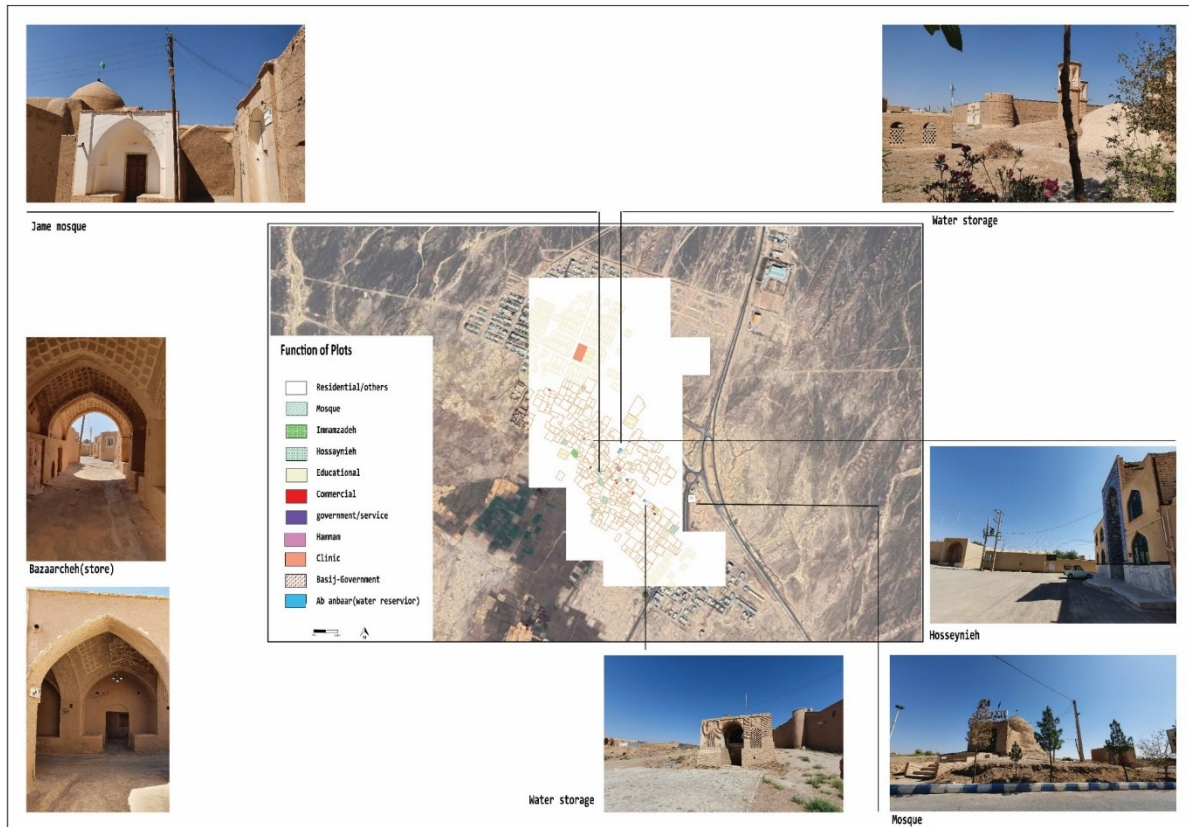 Jame mosque
Water storage
Function of Plots
Residential/others
Mosque
Immamzadeh
Hossaynieh
Educational
Commercial
government/service
Hammam
Clinic
Basij-Government
Ab anbaar(water reservior)
Bazaarcheh(store)
Hosseynieh
Water storage
Mosque